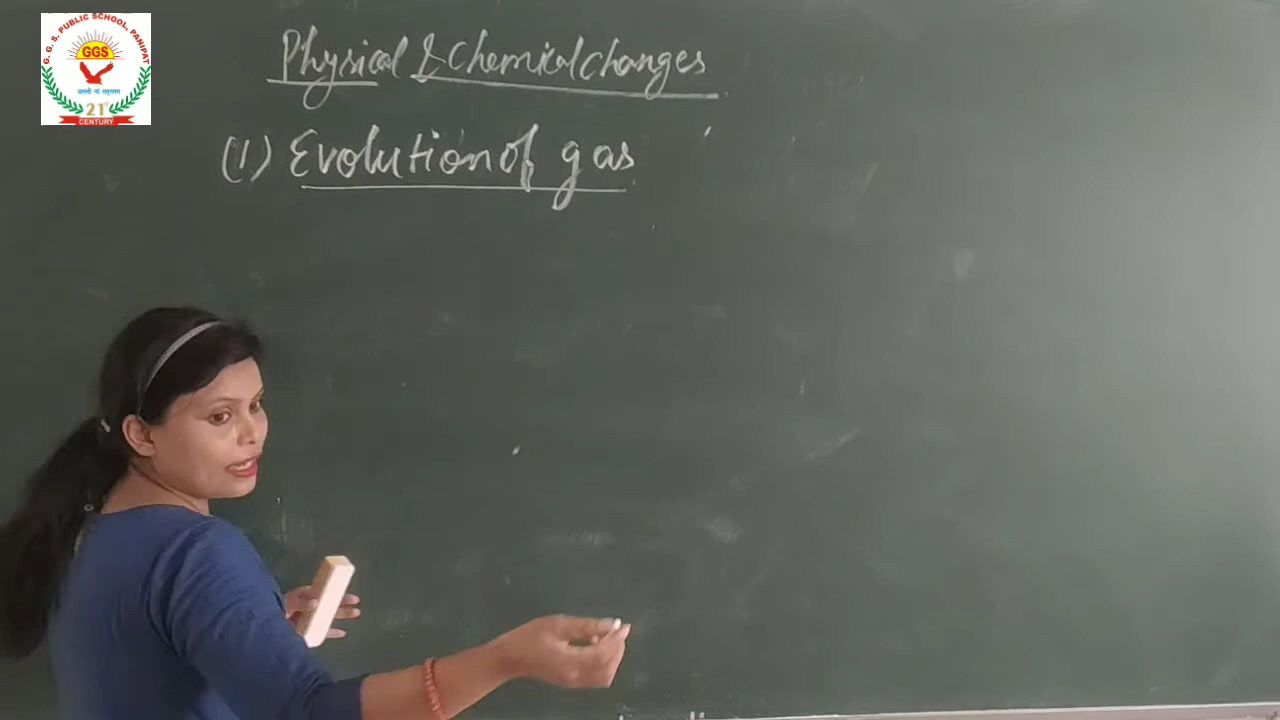 G. G. S. PUBLIC SCHOOL, PANIPAT
GGS
21
CENTURY
Physical & Chemical changes
(1) Evolution of gas